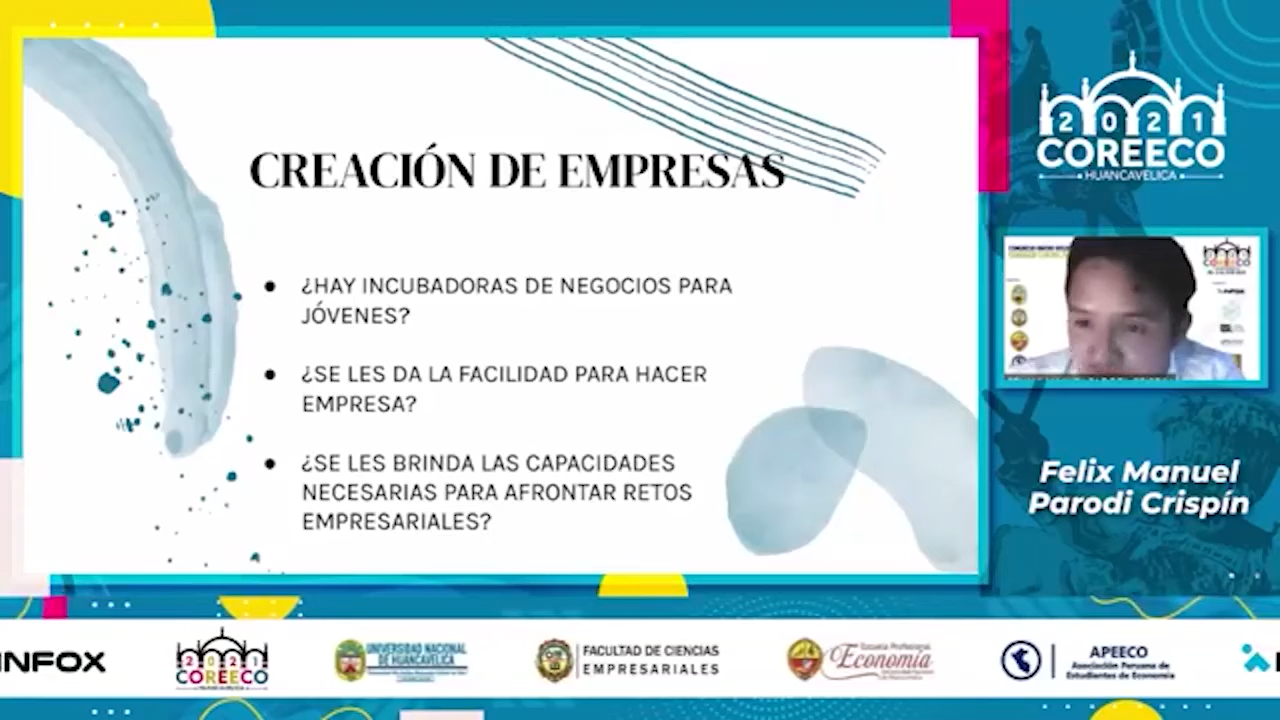 CREACIÓN DE EMPRESAS
¿HAY INCUBADORAS DE NEGOCIOS PARA
JÓVENES?
¿SE LES DA LA FACILIDAD PARA HACER
EMPRESA?
¿SE LES BRINDA LAS CAPACIDADES
NECESARIAS PARA AFRONTAR RETOS
EMPRESARIALES?
2021
COREECO
HUANCAVELICA
Felix Manuel
Parodi Crispín
INFOX
2021
COREECO
UNIVERSIDAD NACIONAL
DE HUANCAVELICA
FACULTAD DE CIENCIAS
EMPRESARIALES
Escuela Profesional
Economía
APEECO
Asociación Peruana de
Estudiantes de Economía